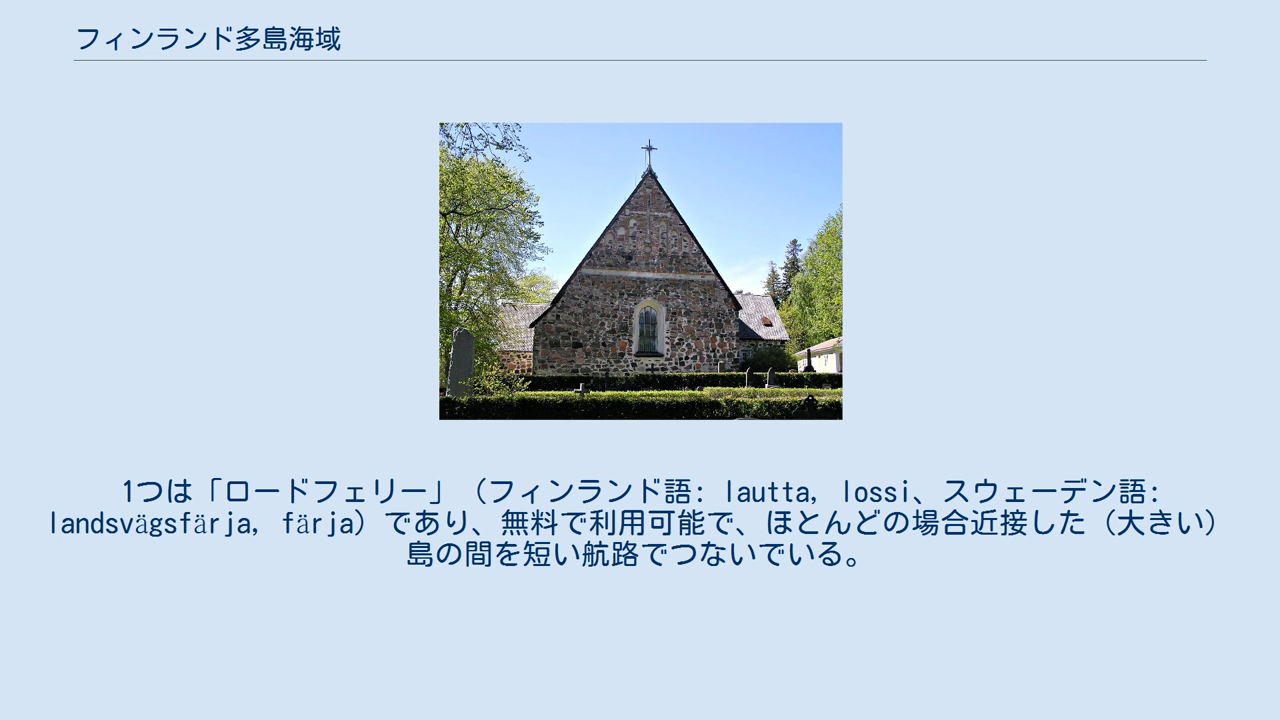 フィンランド多島海域
1つは「ロードフェリー」（フィンランド語: lautta, lossi、スウェーデン語:
landsvägsfärja, färja）であり、無料で利用可能で、ほとんどの場合近接した（大きい）
島の間を短い航路でつないでいる。